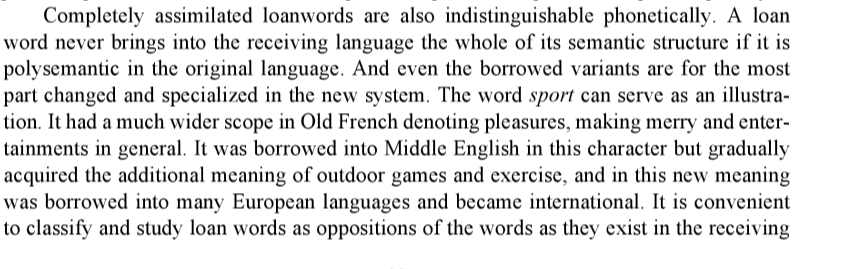 Completely assimilated loanwords are also indistinguishable phonetically. A loan
word never brings into the receiving language the whole of its semantic structure if it is
polysemantic in the original language. And even the borrowed variants are for the most
part changed and specialized in the new system. The word sport can serve as an illustra-
tion. It had a much wider scope in Old French denoting pleasures, making merry and enter-
tainments in general. It was borrowed into Middle English in this character but gradually
acquired the additional meaning of outdoor games and exercise, and in this new meaning
was borrowed into many European languages and became international. It is convenient
to classify and study loan words as oppositions of the words as they exist in the receiving